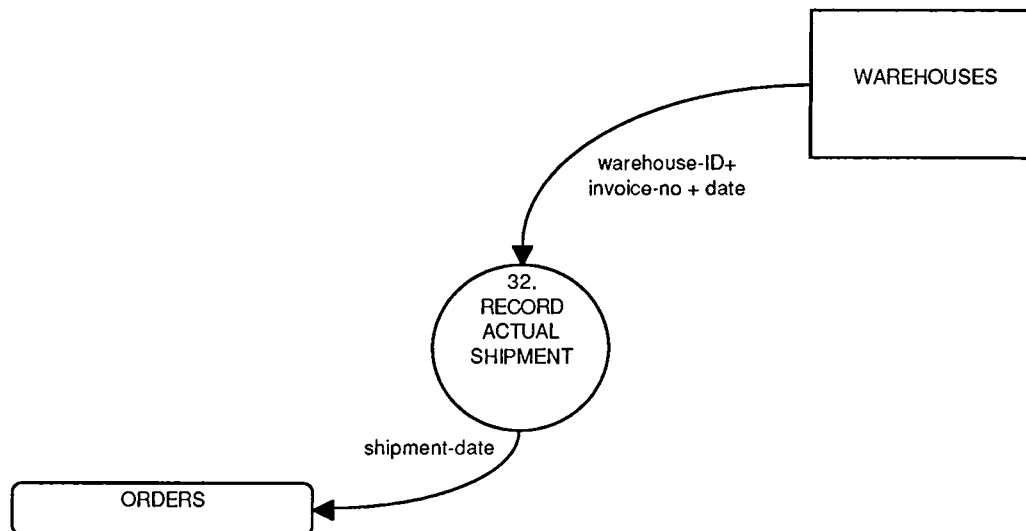 WAREHOUSES
warehouse-ID+
invoice-no + date
32.
RECORD
ACTUAL
SHIPMENT
shipment-date
ORDERS